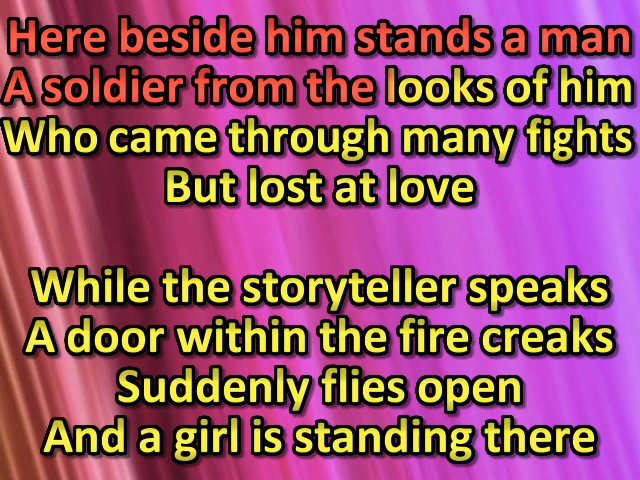 Here beside him stands a man
A soldier from the looks of him
Who came through many fights
But lost at love
While the storyteller speaks
A door within the fire creaks
Suddenly flies open
And a girl is standing there